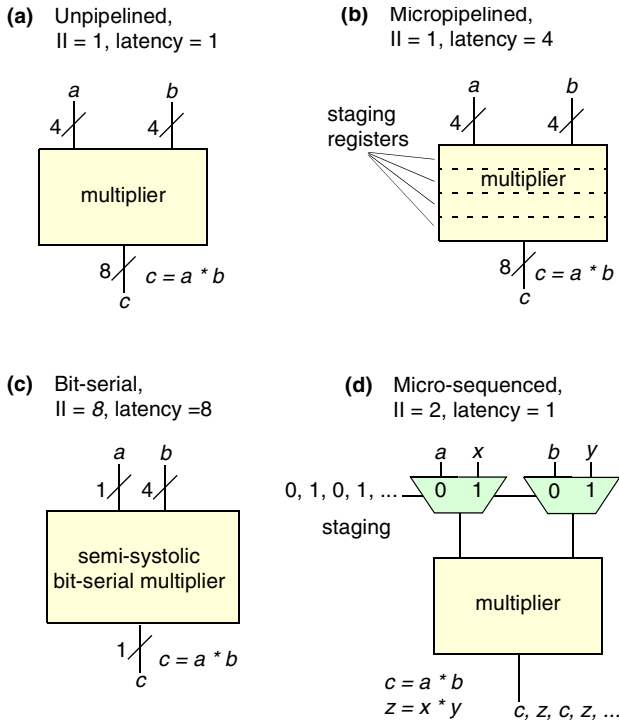 (a) Unpipelined,
II = 1, latency = 1
a b
4 4
multiplier
8 c = a * b
c
(b) Micropipelined,
II = 1, latency = 4
a b
4 4
staging
registers
multiplier
8 c = a * b
c
(c) Bit-serial,
II = 8, latency =8
a b
1 4
semi-systolic
bit-serial multiplier
1 c = a * b
c
(d) Micro-sequenced,
II = 2, latency = 1
a x b y
0, 1, 0, 1, ... 0 1 0 1
staging
multiplier
c = a * b
z = x * y
c, z, c, z, ...